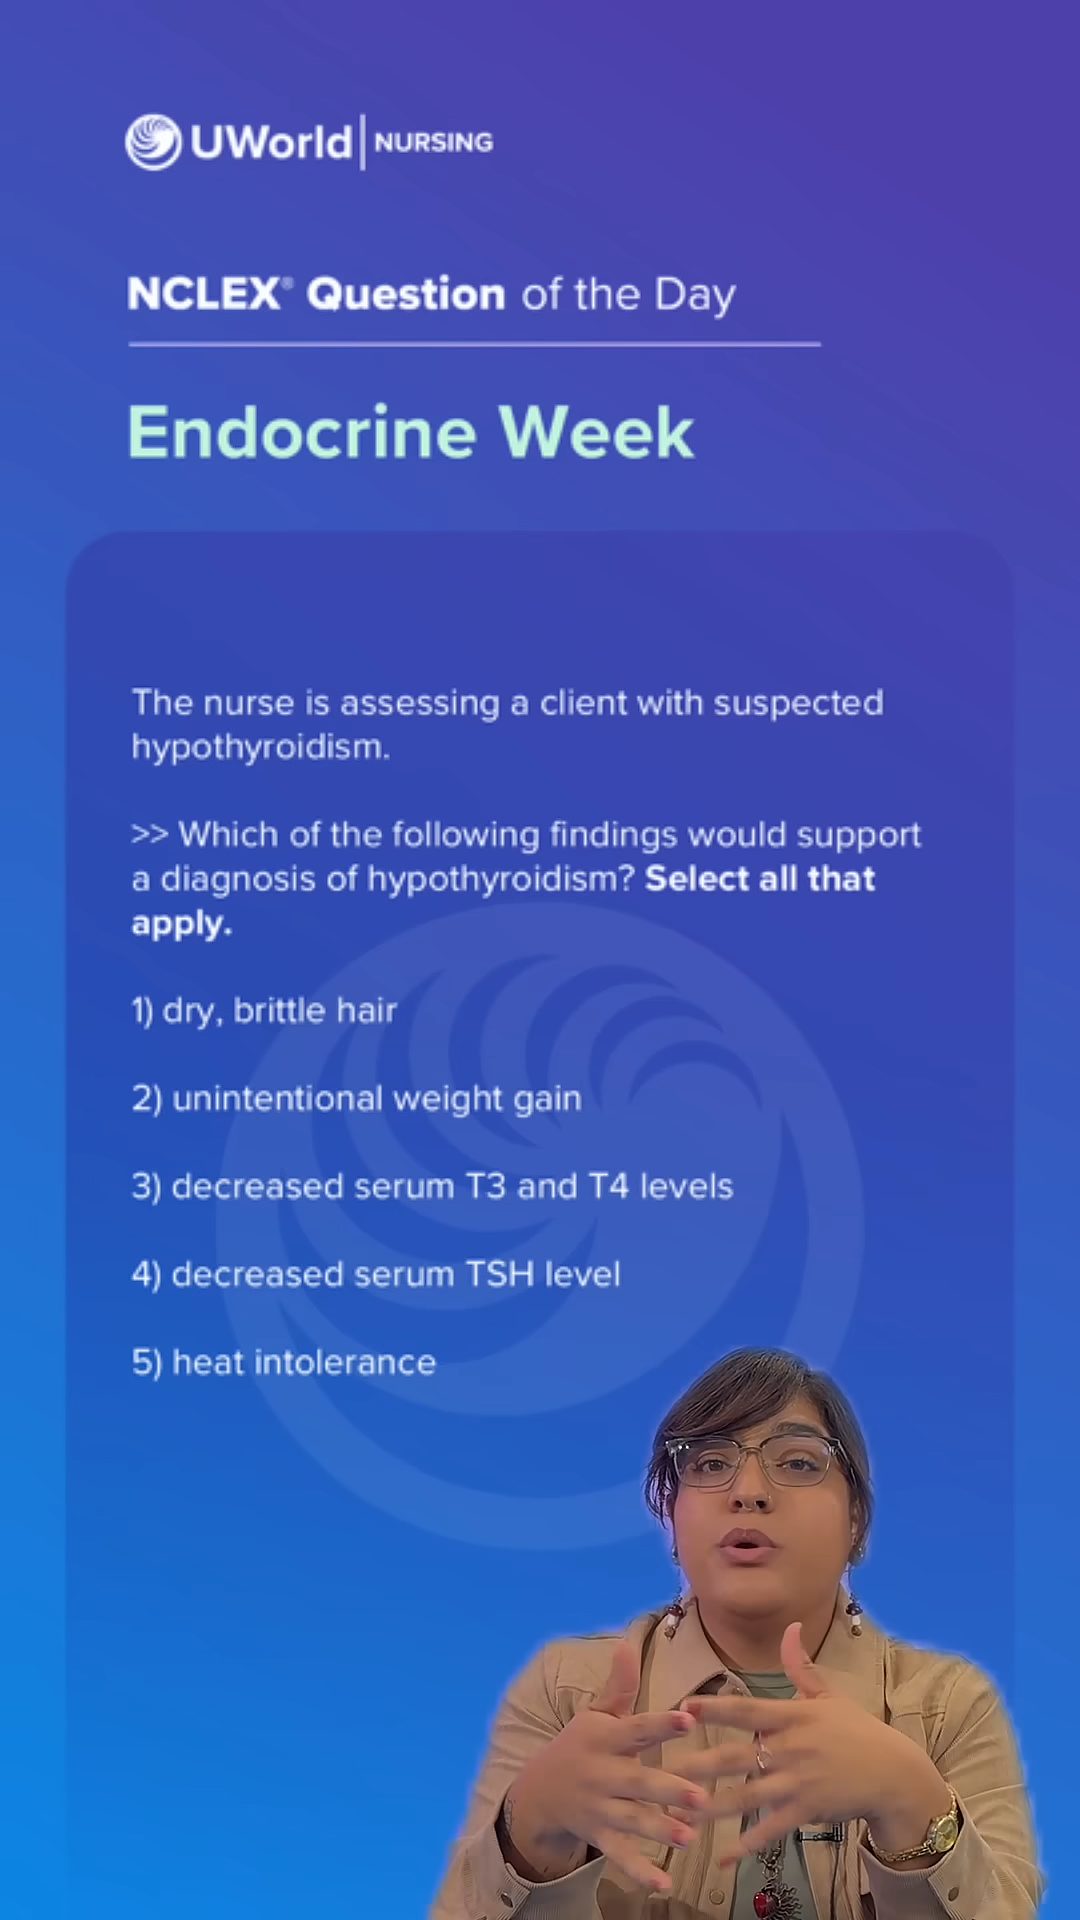 UWorld | NURSING
NCLEX® Question of the Day
Endocrine Week
The nurse is assessing a client with suspected
hypothyroidism.
>> Which of the following findings would support
a diagnosis of hypothyroidism? Select all that
apply.
1) dry, brittle hair
2) unintentional weight gain
3) decreased serum T3 and T4 levels
4) decreased serum TSH level
5) heat intolerance